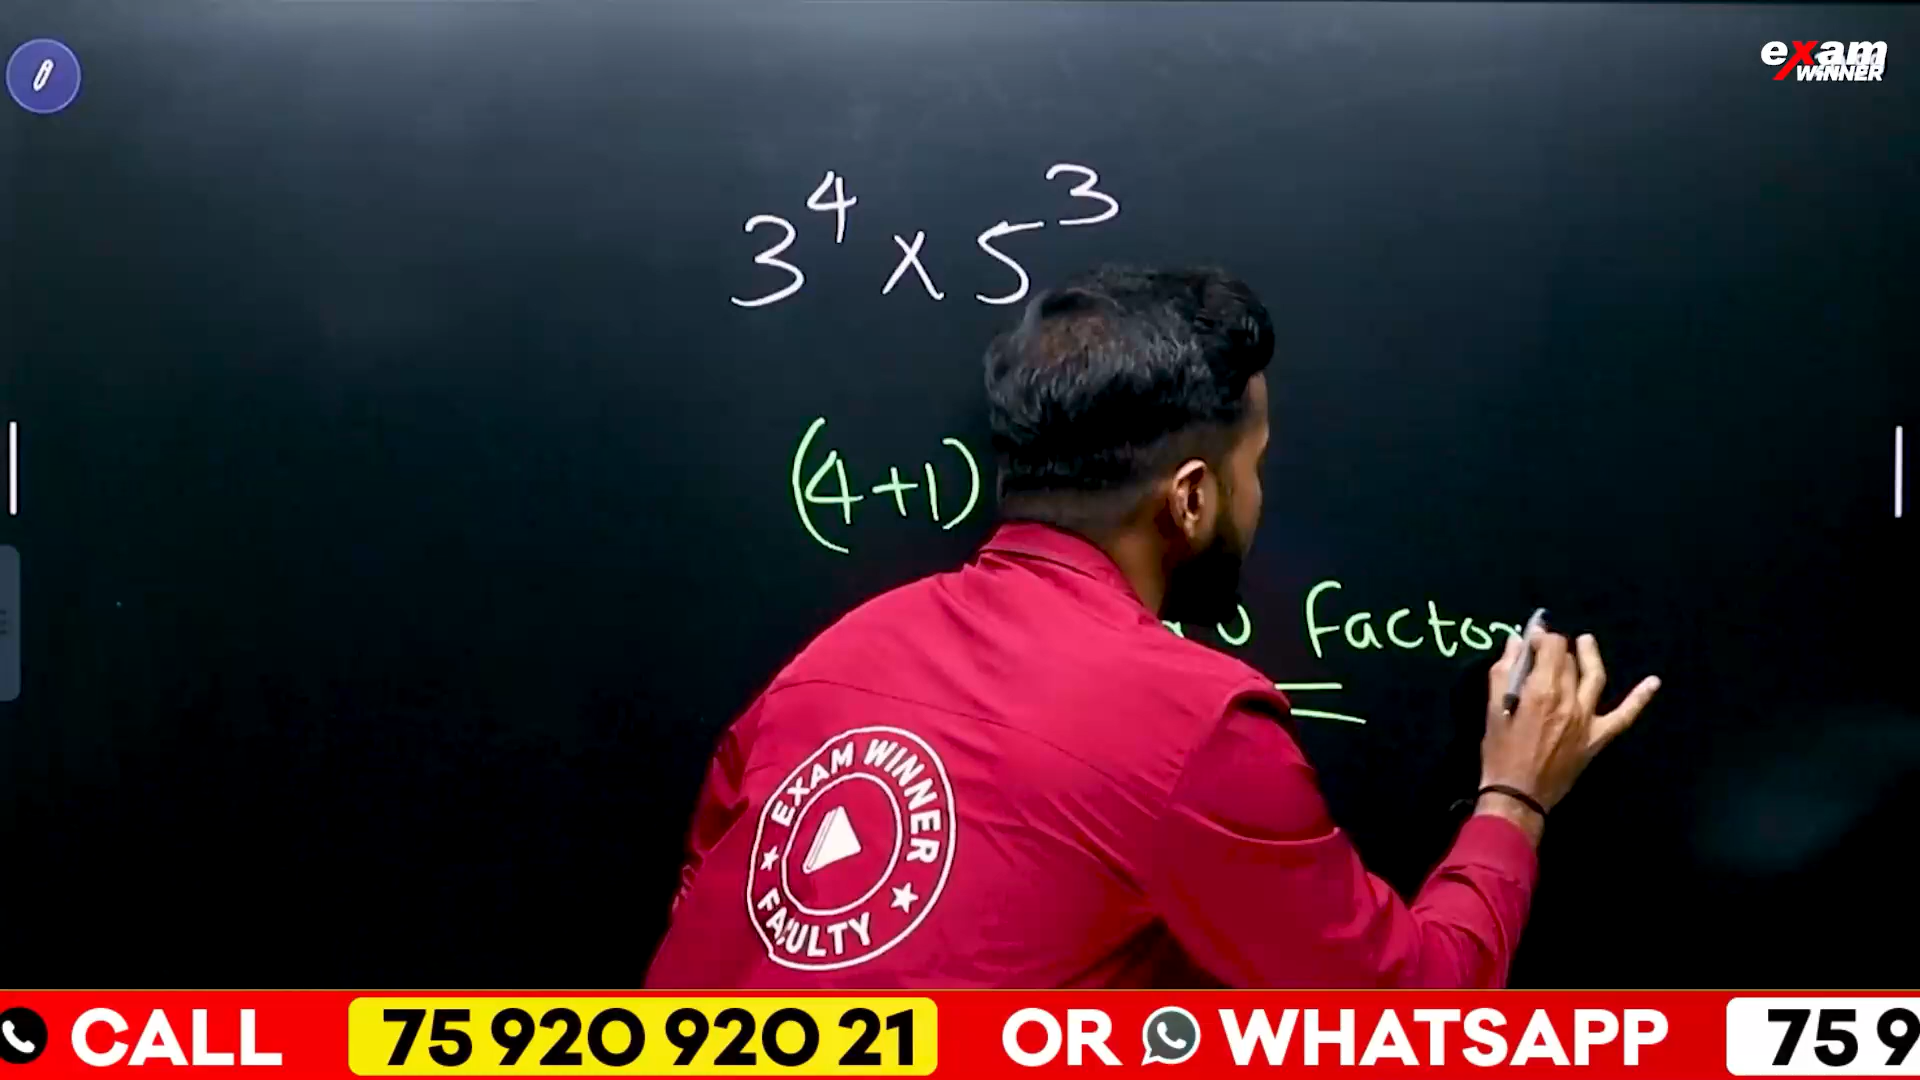 exam
WINNER
3⁴ × 5³
(4+1)
factor
EXAM WINNER
FACULTY
CALL 75 920 920 21 OR WHATSAPP 75 9